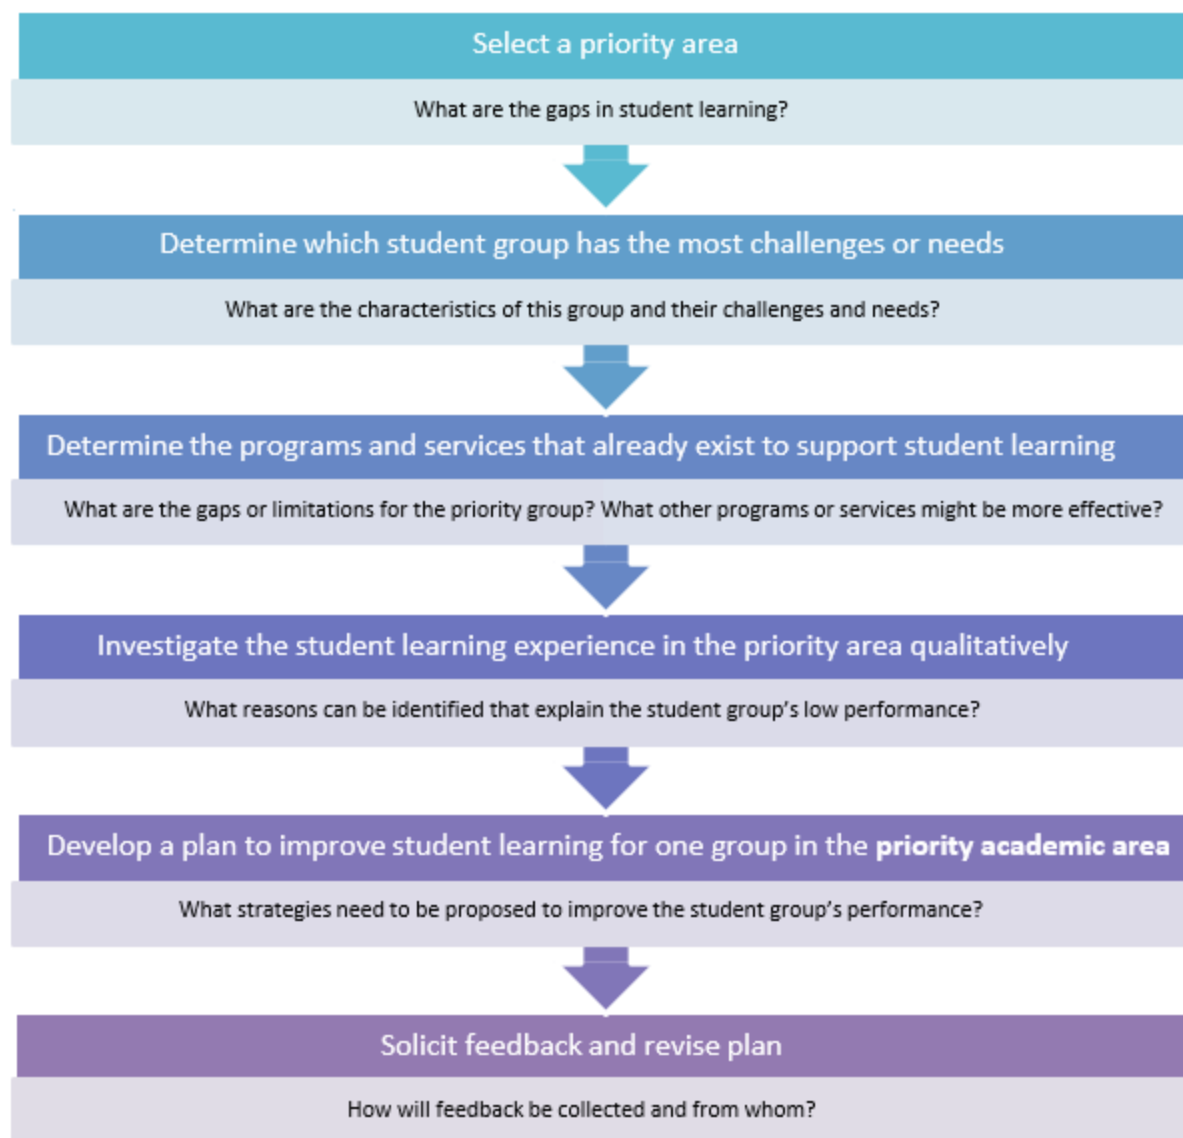 Select a priority area
What are the gaps in student learning?
Determine which student group has the most challenges or needs
What are the characteristics of this group and their challenges and needs?
Determine the programs and services that already exist to support student learning
What are the gaps or limitations for the priority group? What other programs or services might be more effective?
Investigate the student learning experience in the priority area qualitatively
What reasons can be identified that explain the student group's low performance?
Develop a plan to improve student learning for one group in the priority academic area
What strategies need to be proposed to improve the student group's performance?
Solicit feedback and revise plan
How will feedback be collected and from whom?